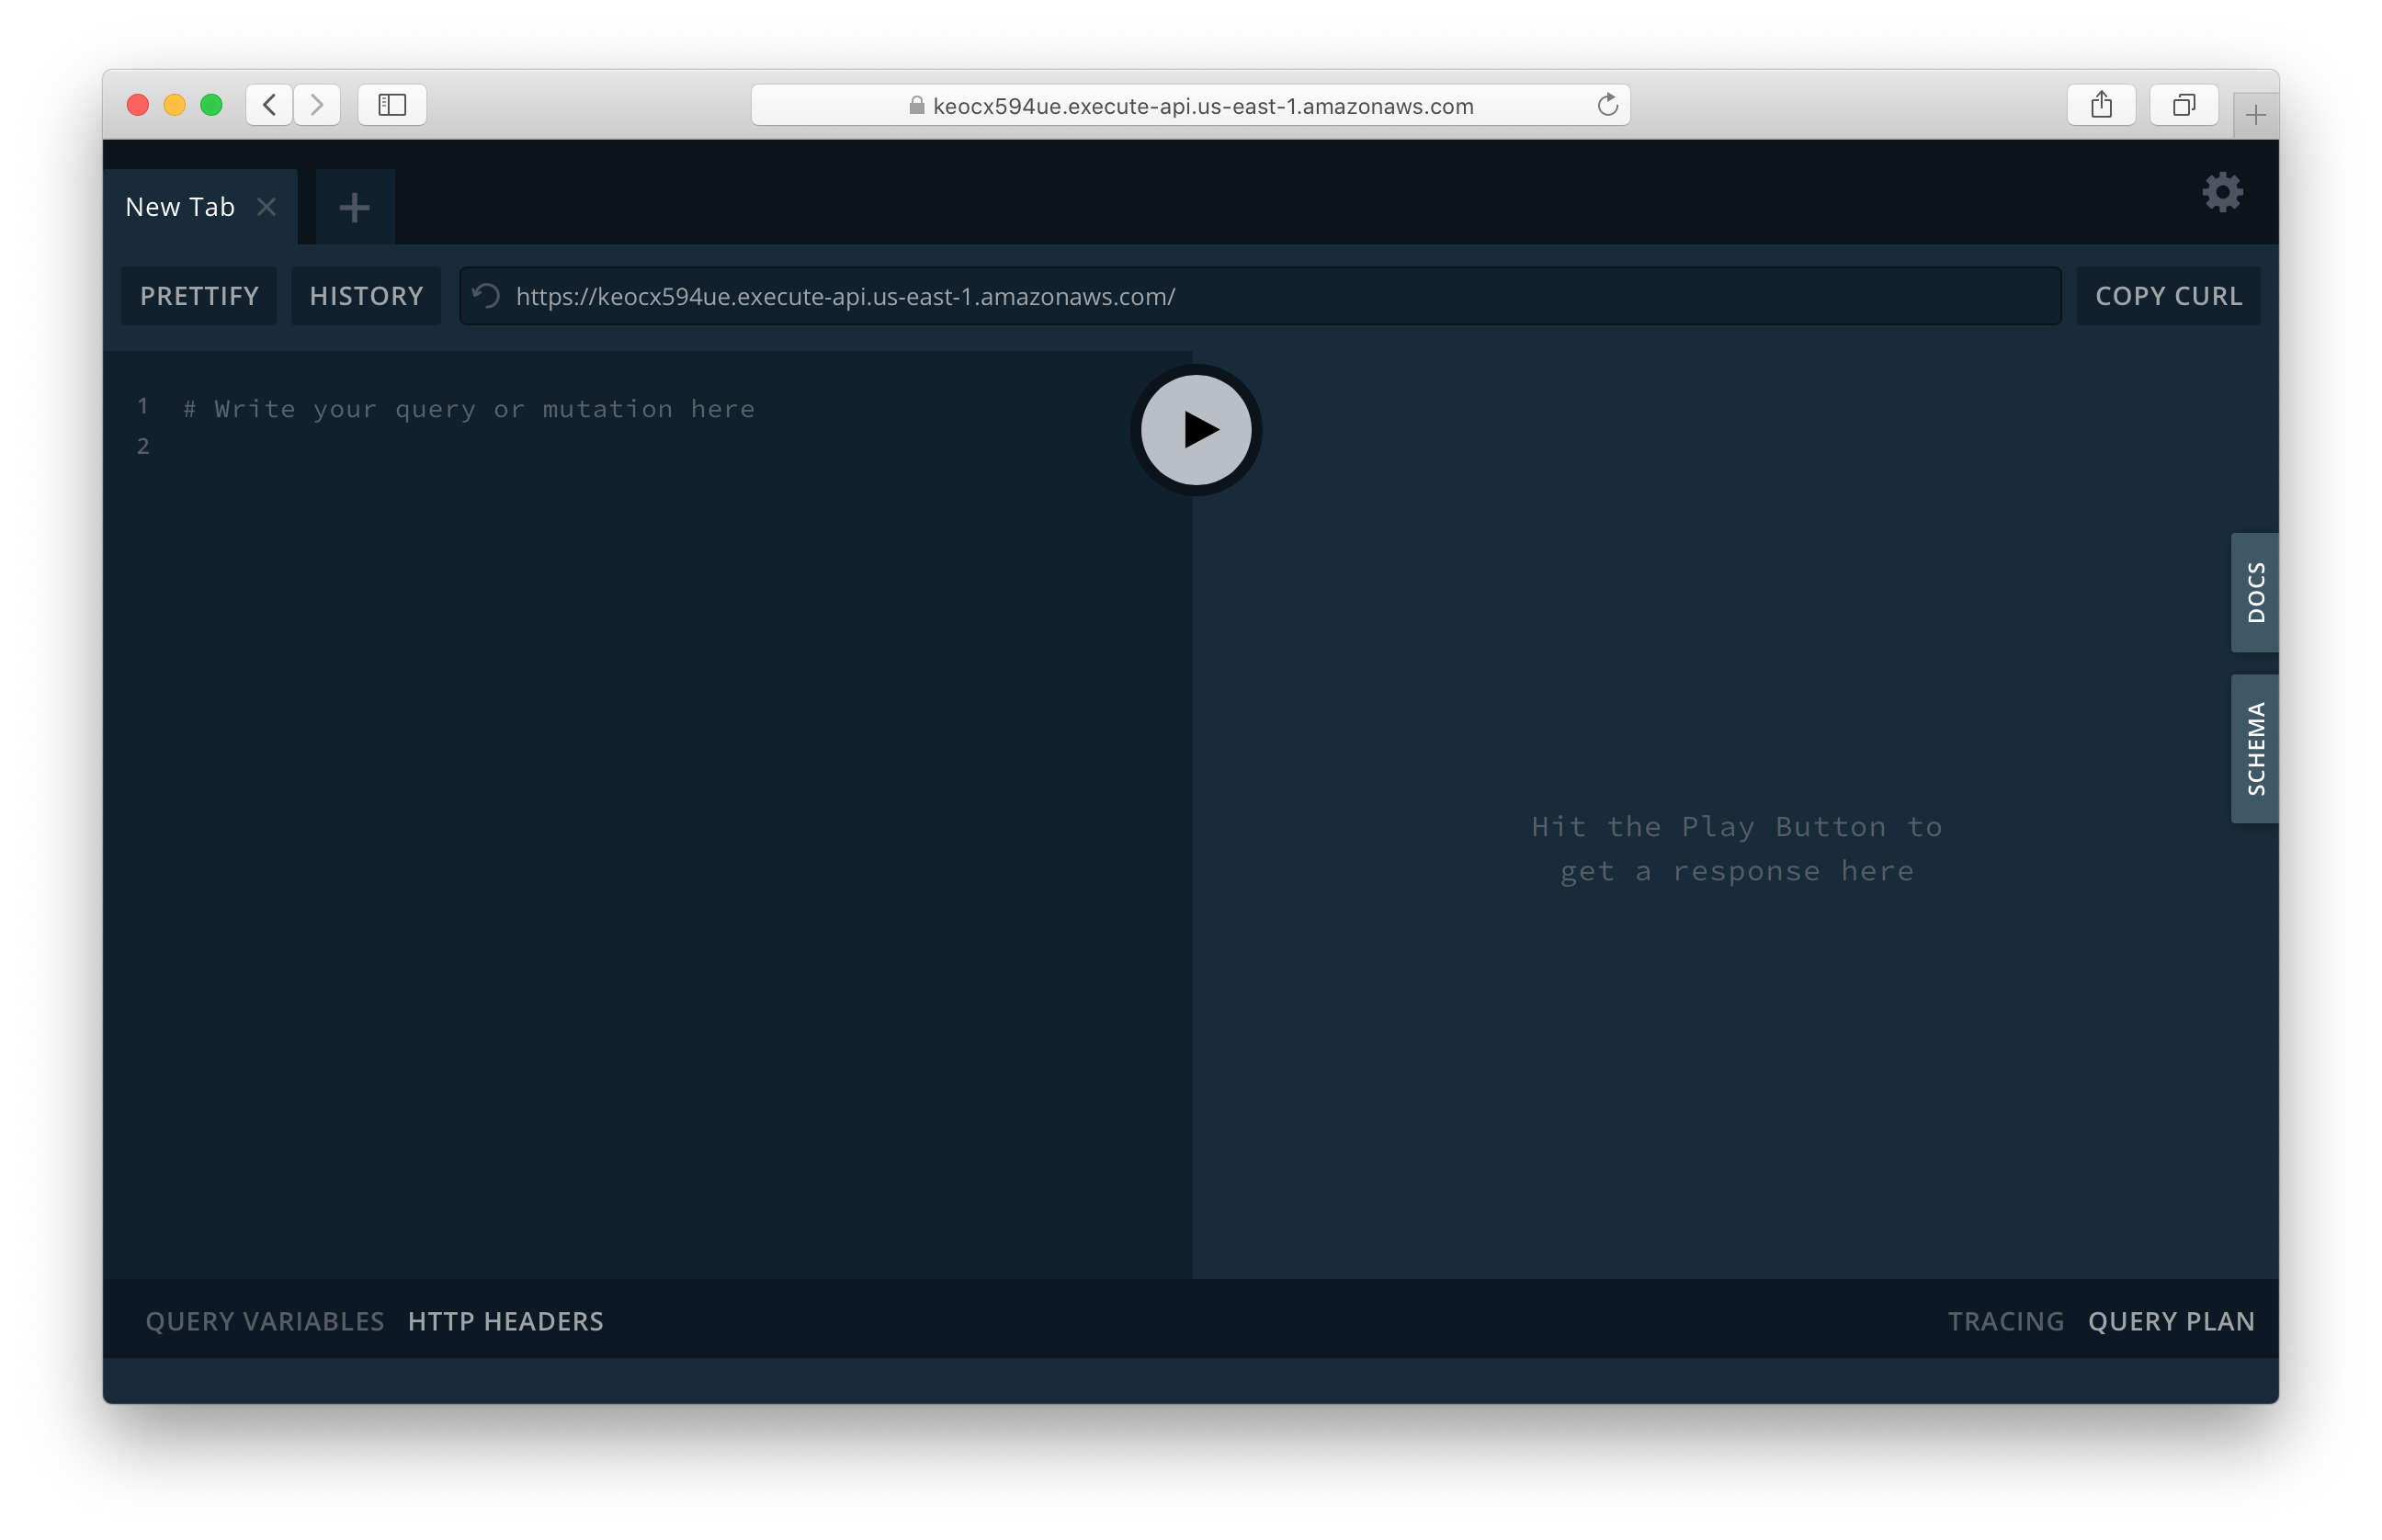 keocx594ue.execute-api.us-east-1.amazonaws.com
New Tab
PRETTIFY
HISTORY
https://keocx594ue.execute-api.us-east-1.amazonaws.com/
COPY CURL
1 # Write your query or mutation here
2
DOCS
SCHEMA
Hit the Play Button to
get a response here
QUERY VARIABLES HTTP HEADERS
TRACING QUERY PLAN